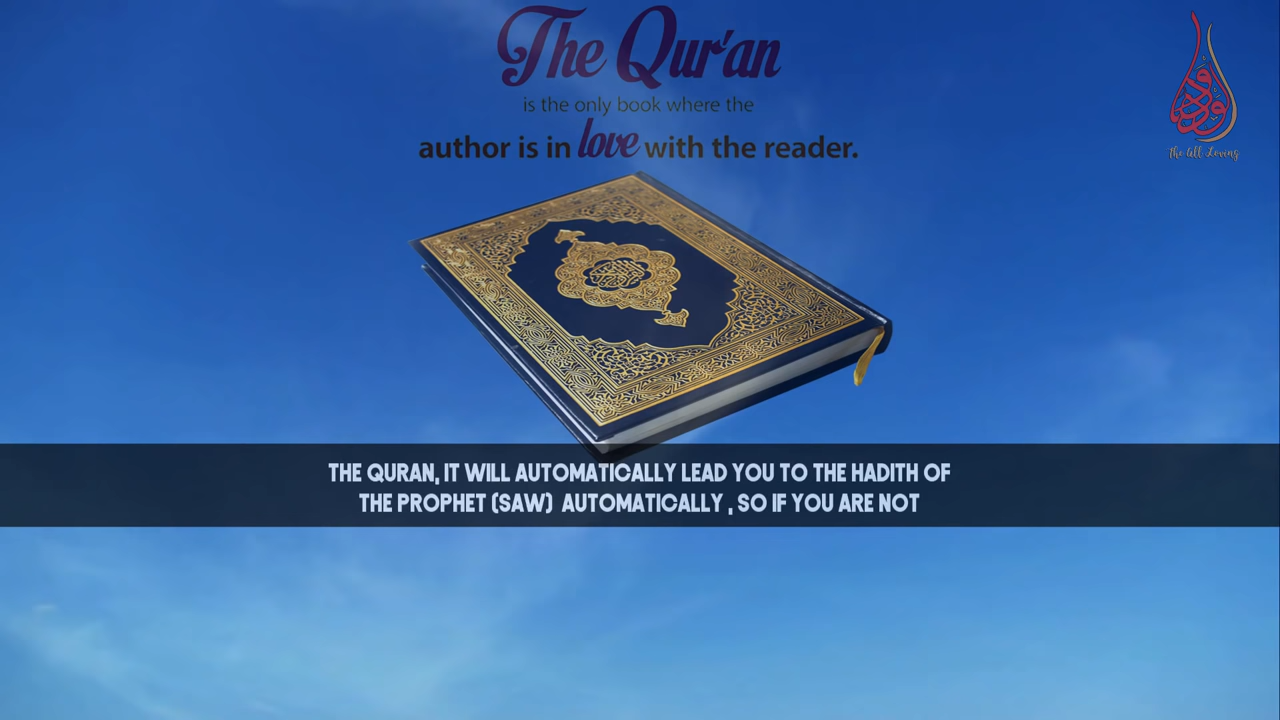 The Qur'an
is the only book where the
author is in love with the reader.
The All Loving
THE QURAN, IT WILL AUTOMATICALLY LEAD YOU TO THE HADITH OF
THE PROPHET (SAW) AUTOMATICALLY , SO IF YOU ARE NOT